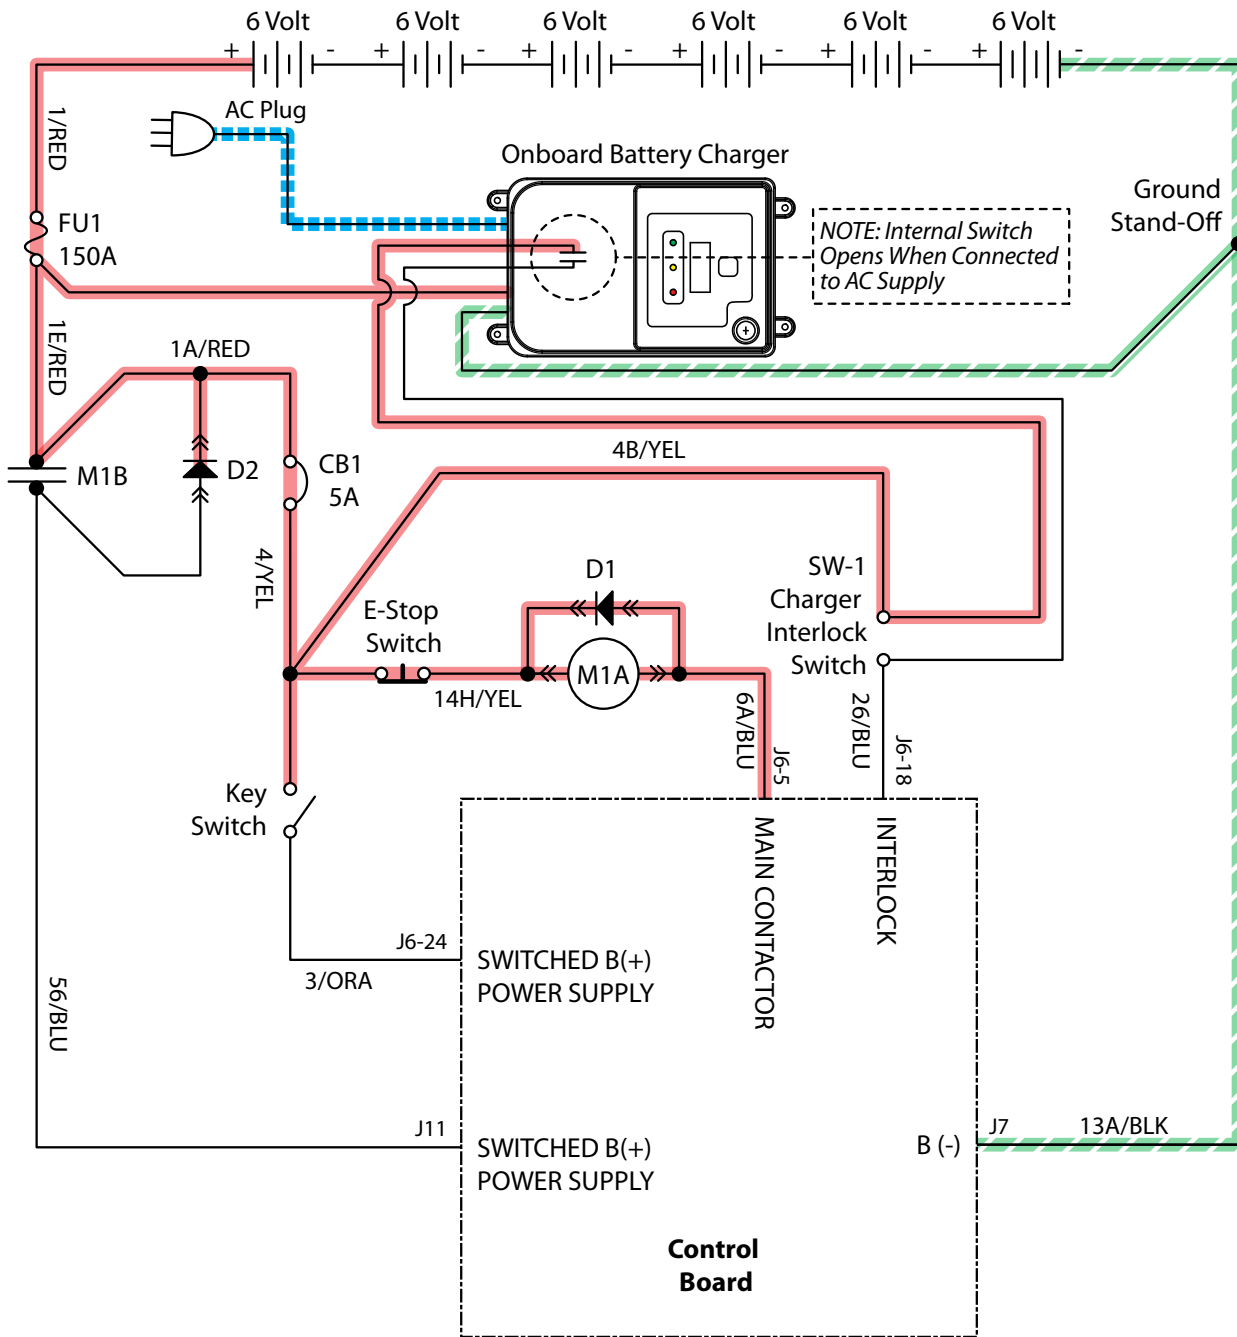 6 Volt 6 Volt 6 Volt 6 Volt 6 Volt 6 Volt
+ - + - + - + - + - + -
1/RED
AC Plug
Onboard Battery Charger
Ground
Stand-Off
FU1
150A
NOTE: Internal Switch
Opens When Connected
to AC Supply
1E/RED
1A/RED
M1B
D2
CB1
5A
4B/YEL
4/YEL
E-Stop
Switch
D1
M1A
14H/YEL
SW-1
Charger
Interlock
Switch
6A/BLU
J6-5
26/BLU
J6-18
Key
Switch
MAIN CONTACTOR
INTERLOCK
J6-24
3/ORA
SWITCHED B(+)
POWER SUPPLY
56/BLU
J11
SWITCHED B(+)
POWER SUPPLY
B (-)
J7
13A/BLK
Control
Board